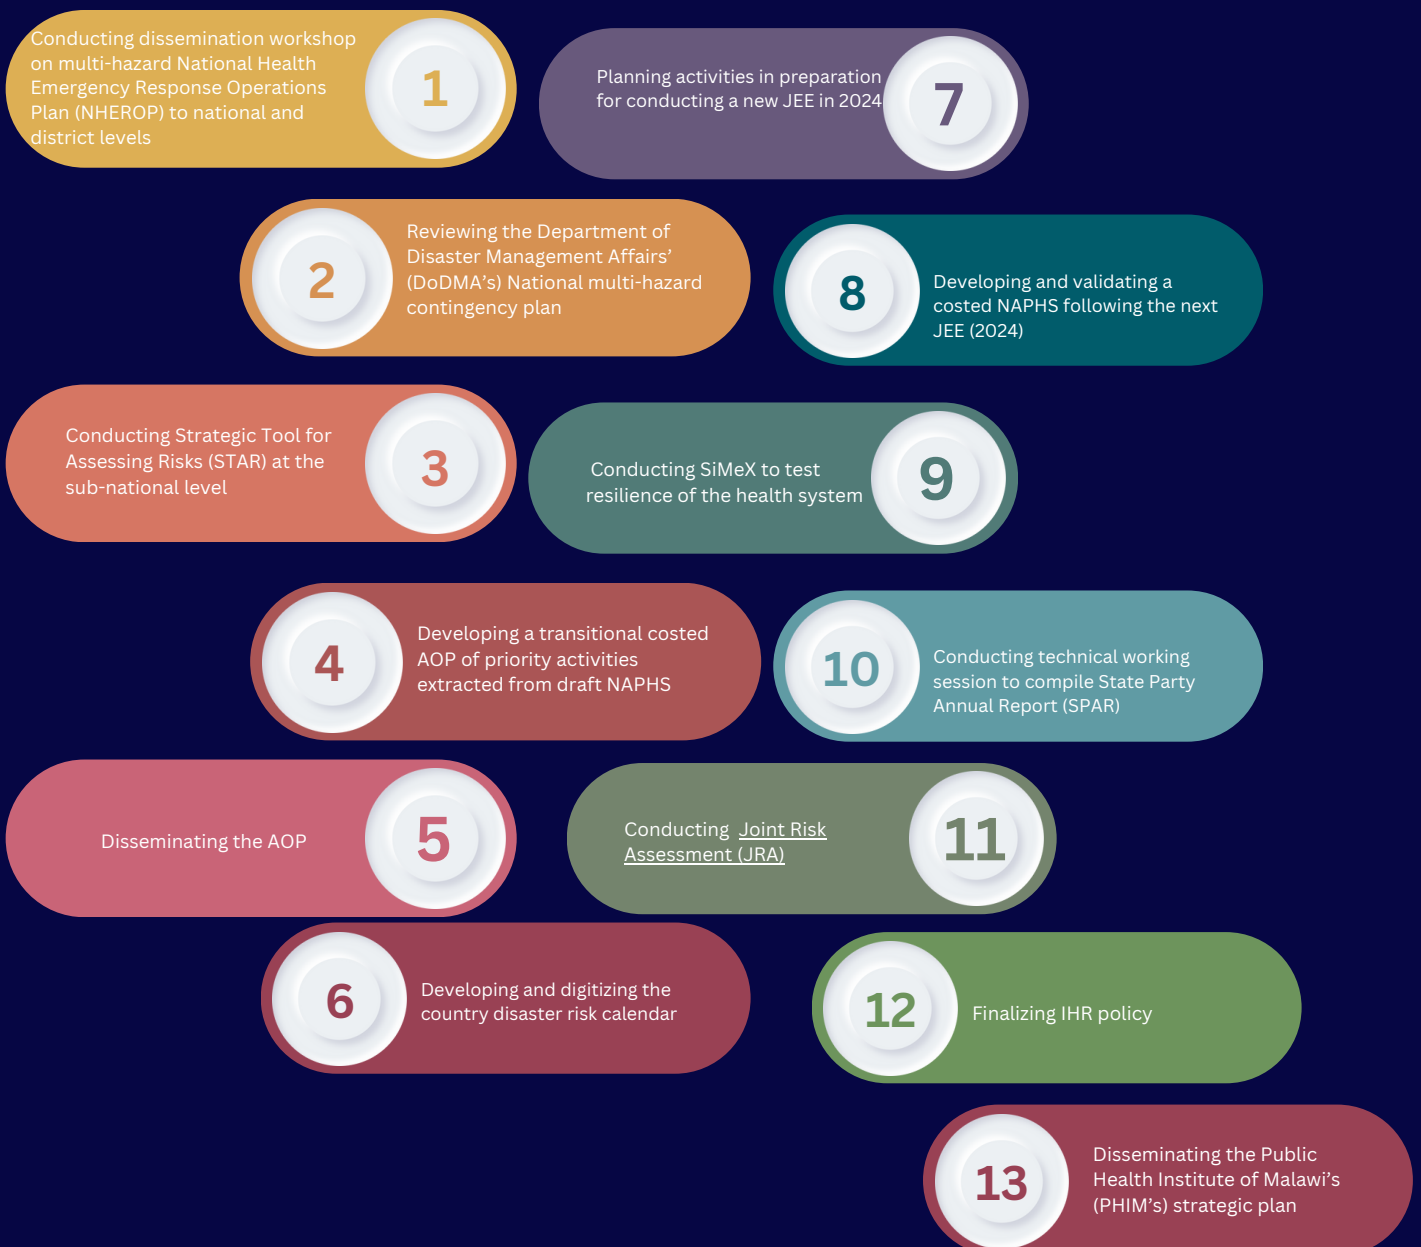 Conducting dissemination workshop
on multi-hazard National Health
Emergency Response Operations
Plan (NHEROP) to national and
district levels
1
2
Reviewing the Department of
Disaster Management Affairs’
(DoDMA’s) National multi-hazard
contingency plan
Conducting Strategic Tool for
Assessing Risks (STAR) at the
sub-national level
3
4
Developing a transitional costed
AOP of priority activities
extracted from draft NAPHS
Disseminating the AOP
5
6
Developing and digitizing the
country disaster risk calendar
Planning activities in preparation
for conducting a new JEE in 2024
7
8
Developing and validating a
costed NAPHS following the next
JEE (2024)
Conducting SiMeX to test
resilience of the health system
9
10
Conducting technical working
session to compile State Party
Annual Report (SPAR)
Conducting Joint Risk
Assessment (JRA)
11
12
Finalizing IHR policy
13
Disseminating the Public
Health Institute of Malawi’s
(PHIM’s) strategic plan